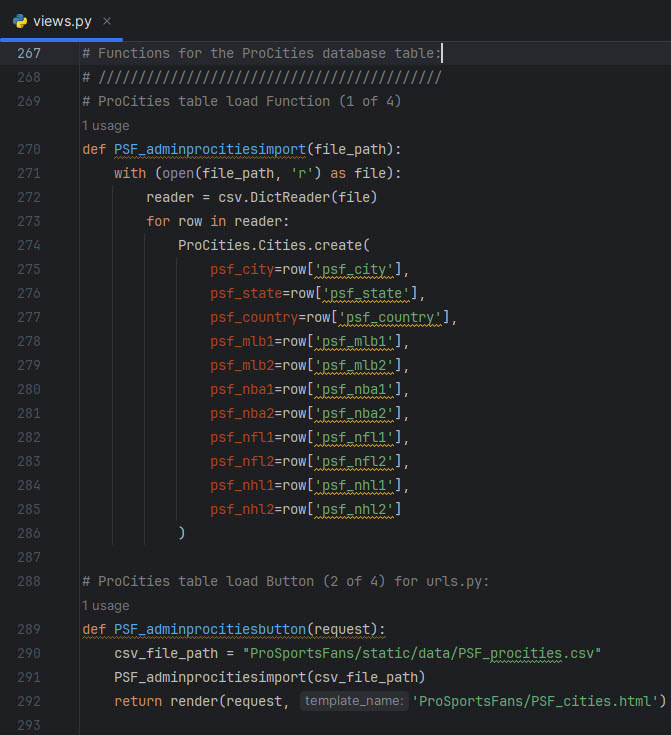 views.py ×
267 # Functions for the ProCities database table:
268 # ///////////////////////////////////////////
269 # ProCities table load Function (1 of 4)
1 usage
270 def PSF_adminprocitiesimport(file_path):
271 with (open(file_path, 'r') as file):
272 reader = csv.DictReader(file)
273 for row in reader:
274 ProCities.Cities.create(
275 psf_city=row['psf_city'],
276 psf_state=row['psf_state'],
277 psf_country=row['psf_country'],
278 psf_mlb1=row['psf_mlb1'],
279 psf_mlb2=row['psf_mlb2'],
280 psf_nba1=row['psf_nba1'],
281 psf_nba2=row['psf_nba2'],
282 psf_nfl1=row['psf_nfl1'],
283 psf_nfl2=row['psf_nfl2'],
284 psf_nhl1=row['psf_nhl1'],
285 psf_nhl2=row['psf_nhl2']
286 )
287
288 # ProCities table load Button (2 of 4) for urls.py:
1 usage
289 def PSF_adminprocitiesbutton(request):
290 csv_file_path = "ProSportsFans/static/data/PSF_procities.csv"
291 PSF_adminprocitiesimport(csv_file_path)
292 return render(request, template_name: 'ProSportsFans/PSF_cities.html')
293